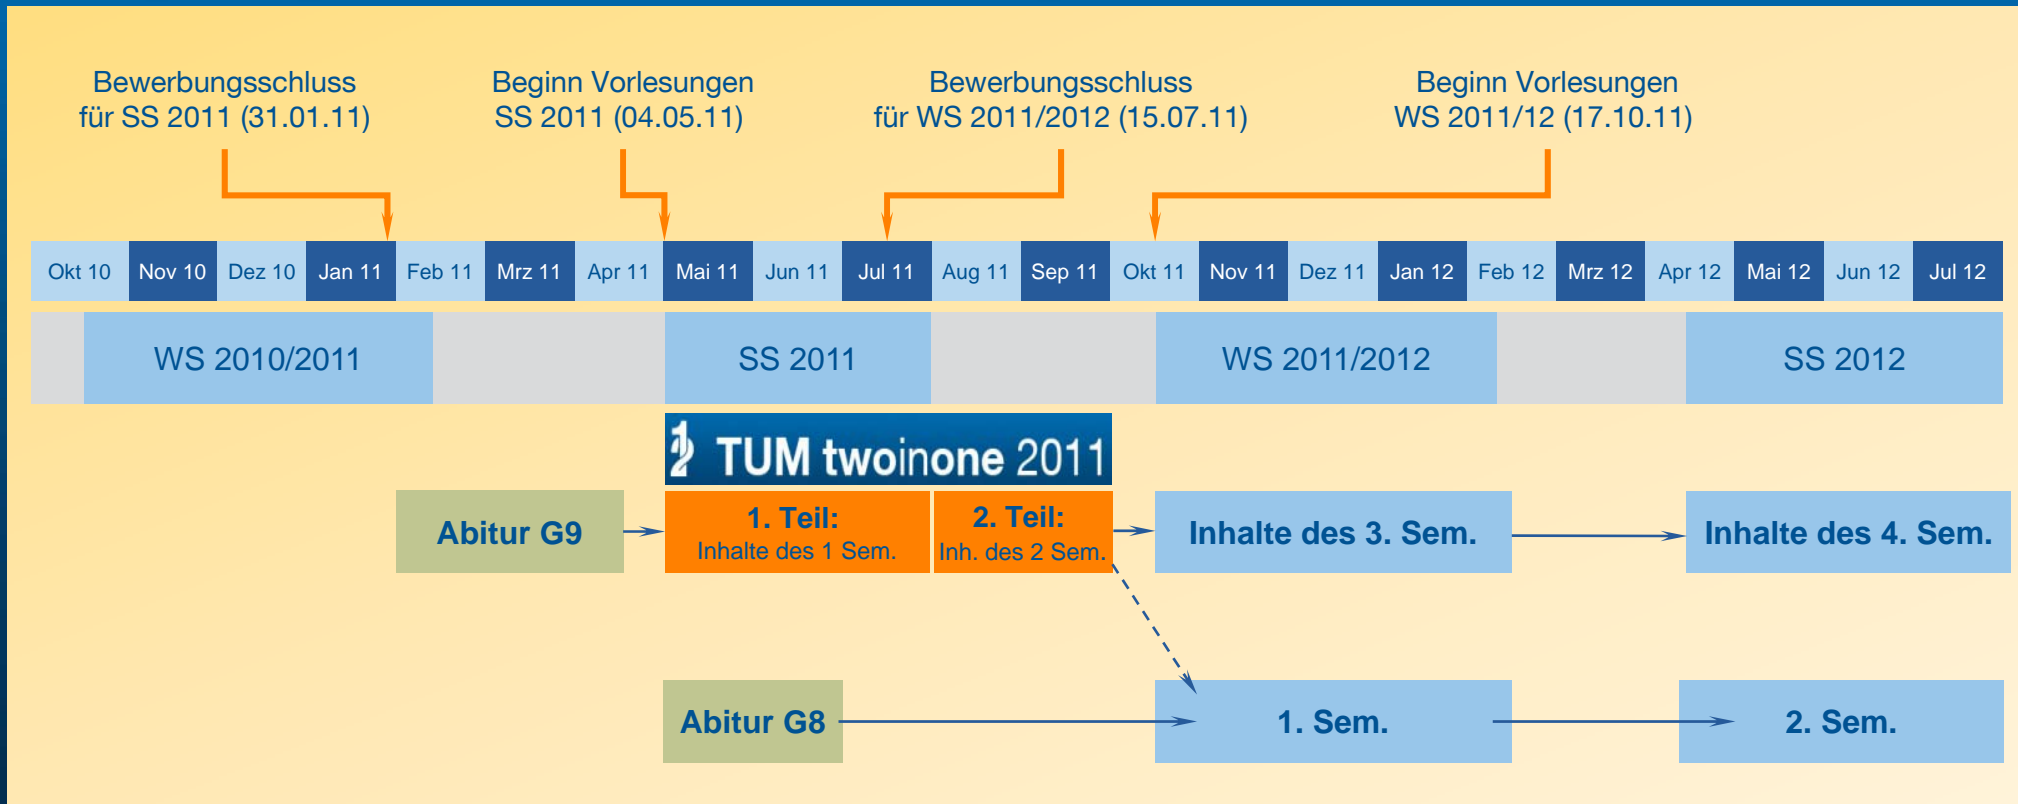 Bewerbungsschluss
für SS 2011 (31.01.11)
Beginn Vorlesungen
SS 2011 (04.05.11)
Bewerbungsschluss
für WS 2011/2012 (15.07.11)
Beginn Vorlesungen
WS 2011/12 (17.10.11)
Okt 10 Nov 10 Dez 10 Jan 11 Feb 11 Mrz 11 Apr 11 Mai 11 Jun 11 Jul 11 Aug 11 Sep 11 Okt 11 Nov 11 Dez 11 Jan 12 Feb 12 Mrz 12 Apr 12 Mai 12 Jun 12 Jul 12
WS 2010/2011 SS 2011 WS 2011/2012 SS 2012
1/2 TUM twoinone 2011
Abitur G9
1. Teil:
Inhalte des 1 Sem.
2. Teil:
Inh. des 2 Sem.
Inhalte des 3. Sem.
Inhalte des 4. Sem.
Abitur G8
1. Sem.
2. Sem.